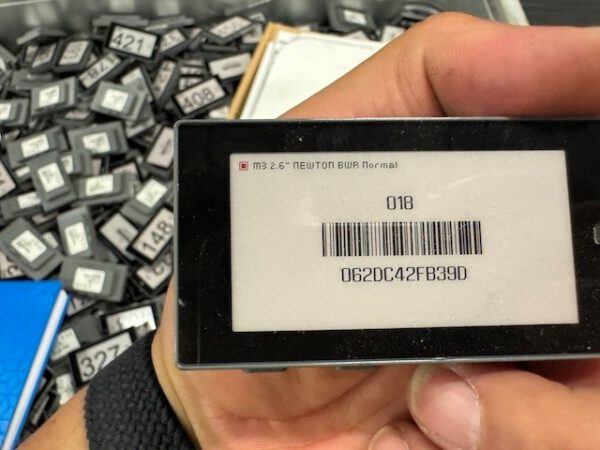 M3 2.6" NEWTON BWR Normal
018
062DC42FB39D
421
408
148
327